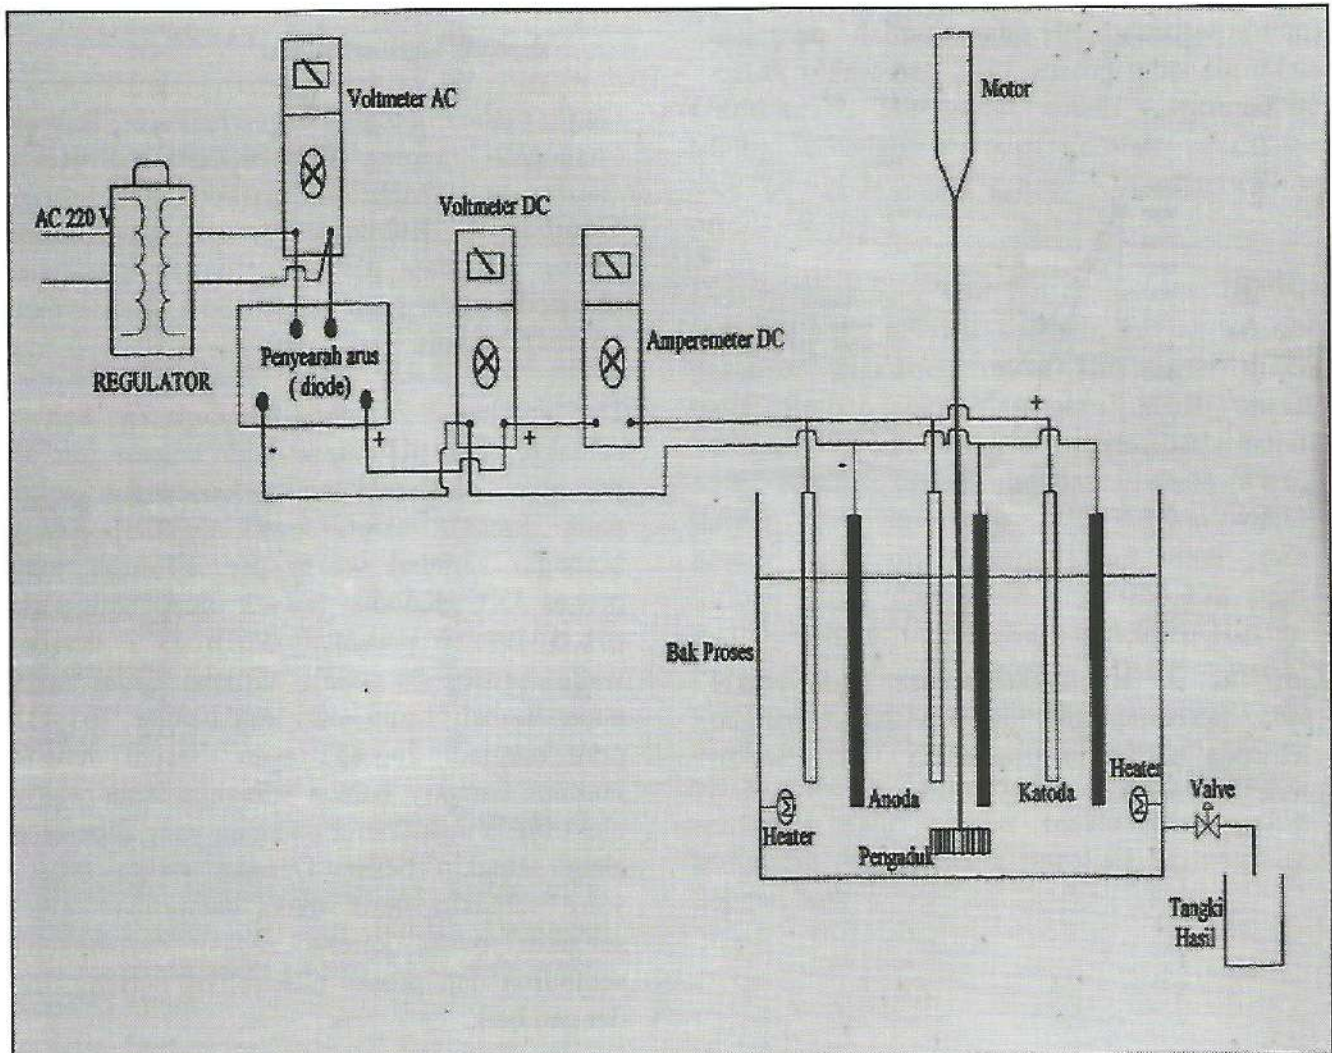 Voltmeter AC
Motor
AC 220 V
Voltmeter DC
REGULATOR
Penyearah arus
( diode)
Amperemeter DC
-
+
+
+
-
Bak Proses
Heater
Anoda
Katoda
Heater
Valve
Pengaduk
Tangki
Hasil